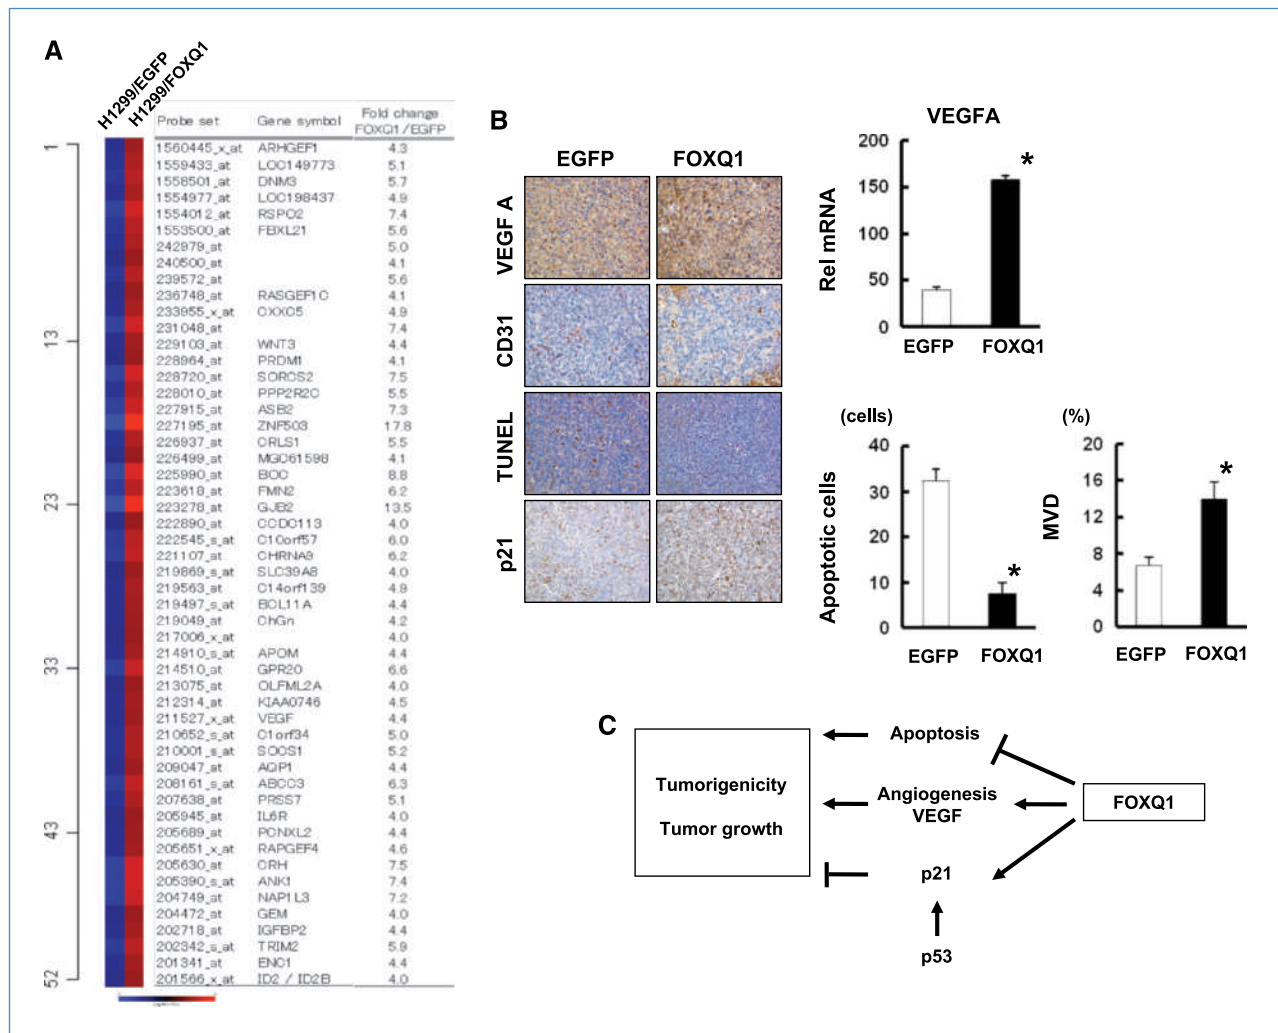 A
H1299/EGFP
H1299/FOXQ1
Probe set Gene symbol Fold change FOXQ1/EGFP
1
13
23
33
43
52
1560445_x_at ARHGEF1 4.3
1559433_at LOC149773 5.1
1558501_at DNM3 5.7
1554977_at LOC198437 4.9
1554012_at RSPO2 7.4
1553500_at FBXL21 5.6
242979_at 5.0
240500_at 4.1
239572_at 5.6
236748_at RASGEF1C 4.1
233955_x_at CXXC5 4.9
231048_at 7.4
229103_at WNT3 4.4
228964_at PRDM1 4.1
228720_at SORCS2 7.5
228010_at PPP2R2C 5.5
227915_at ASB2 7.3
227195_at ZNF503 17.8
226937_at CRLS1 5.5
226499_at MGC61598 4.1
225990_at BOC 8.8
223618_at FMN2 6.2
223278_at GJB2 13.5
222890_at CCDC113 4.0
222545_s_at C10orf57 6.0
221107_at CHRNA9 6.2
219869_s_at SLC39A8 4.0
219563_at C14orf139 4.9
219497_s_at BCL11A 4.4
219049_at ChGn 4.2
217006_x_at 4.0
214910_s_at APOM 4.4
214510_at GPR20 6.6
213075_at OLFML2A 4.0
212314_at KIAA0746 4.5
211527_x_at VEGF 4.4
210652_s_at C1orf34 5.0
210001_s_at SOCS1 5.2
209047_at AQP1 4.4
208161_s_at ABCC3 6.3
207638_at PRSS7 5.1
205945_at IL6R 4.0
205689_at PCNXL2 4.4
205651_x_at RAPGEF4 4.6
205630_at CRH 7.5
205390_s_at ANK1 7.4
204749_at NAP1L3 7.2
204472_at GEM 4.0
202718_at IGFBP2 4.4
202342_s_at TRIM2 5.9
201341_at ENC1 4.4
201566_x_at ID2 / ID2B 4.0
B
EGFP FOXQ1
VEGF A
CD31
TUNEL
p21
VEGFA
Rel mRNA
200
150
100
50
0
*
EGFP FOXQ1
(cells)
Apoptotic cells
40
30
20
10
0
*
EGFP FOXQ1
(%)
MVD
20
16
12
8
4
0
*
EGFP FOXQ1
C
Tumorigenicity
Tumor growth
Apoptosis
Angiogenesis
VEGF
p21
p53
FOXQ1